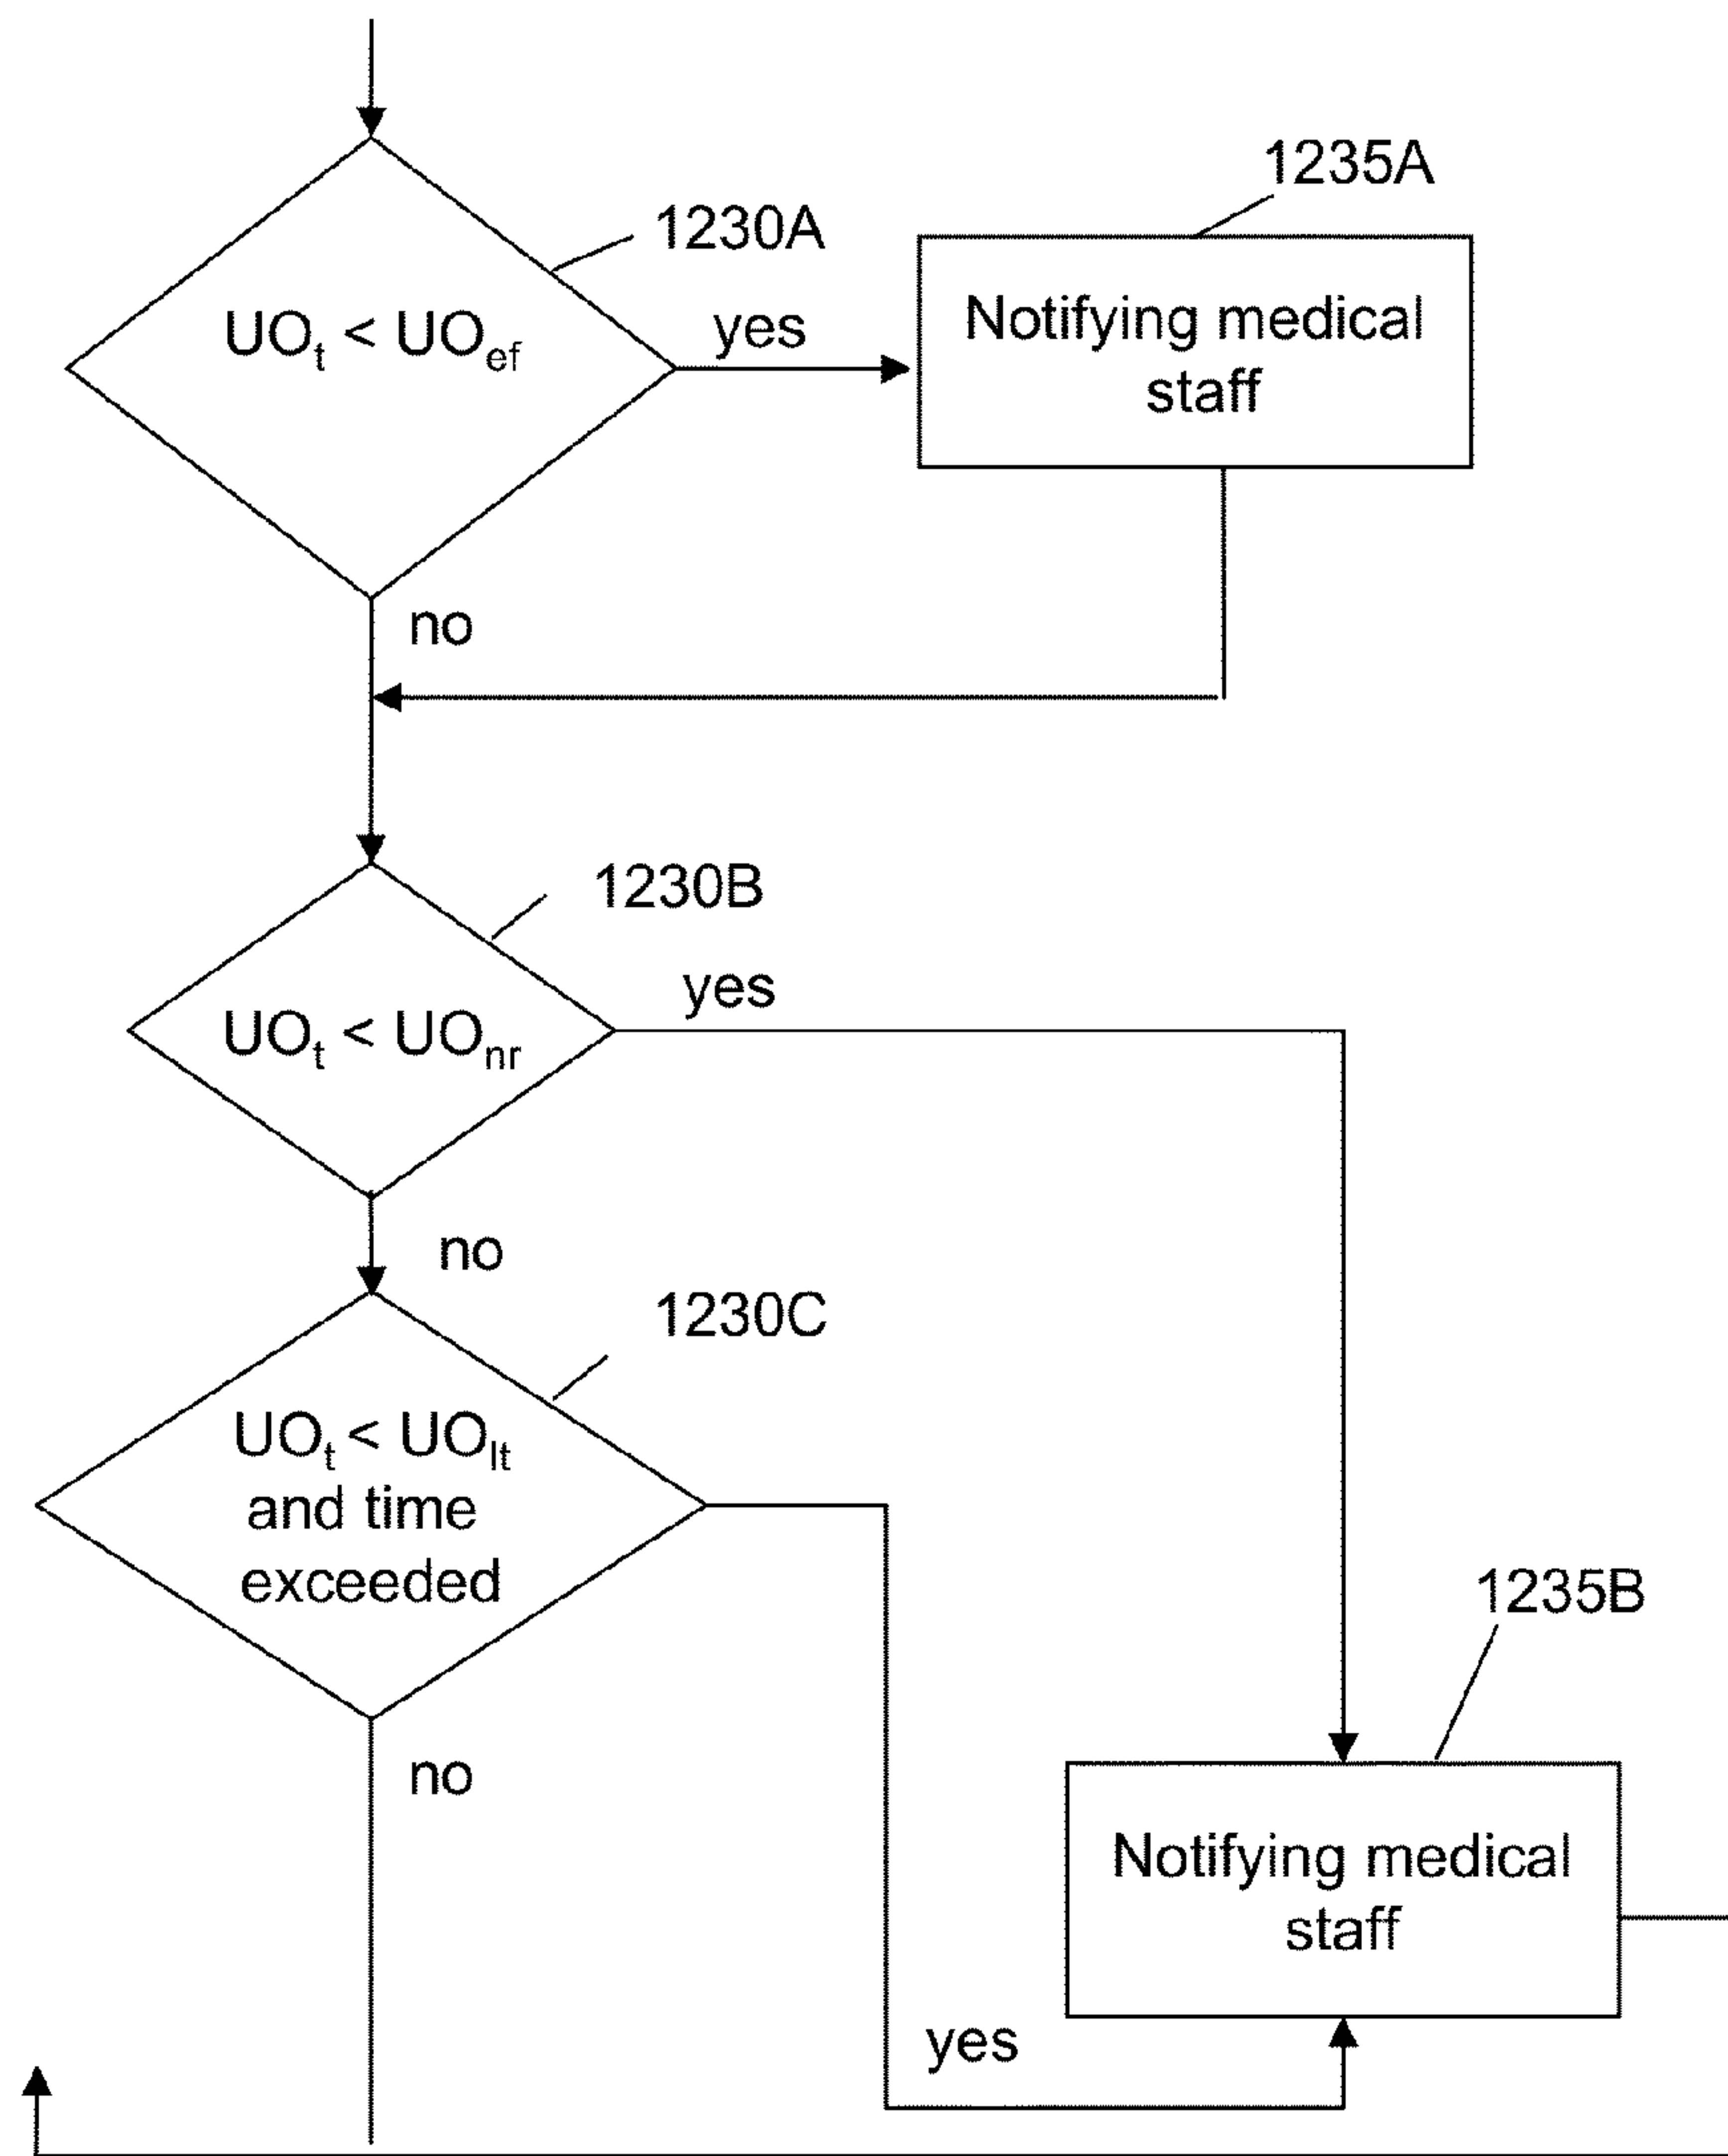 1235A
1230A
UOt < UOef
yes
Notifying medical
staff
no
1230B
yes
UOt < UOnr
no
1230C
UOt < UOlt
and time
exceeded
1235B
no
Notifying medical
staff
yes